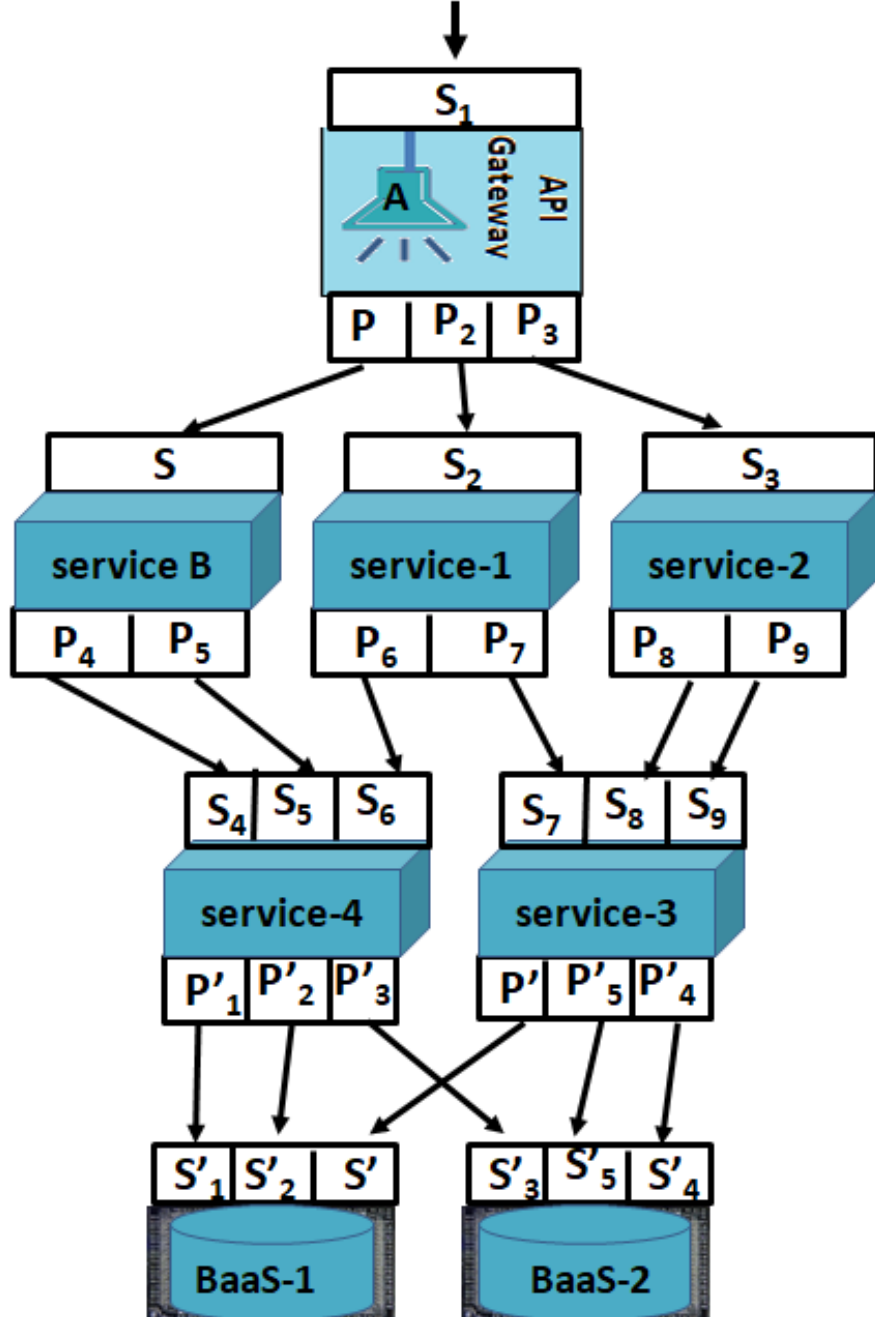 S₁
A
API
Gateway
P P₂ P₃
S S₂ S₃
service B service-1 service-2
P₄ P₅ P₆ P₇ P₈ P₉
S₄ S₅ S₆ S₇ S₈ S₉
service-4 service-3
P’₁ P’₂ P’₃ P’ P’₅ P’₄
S’₁ S’₂ S’ S’₃ S’₅ S’₄
BaaS-1 BaaS-2